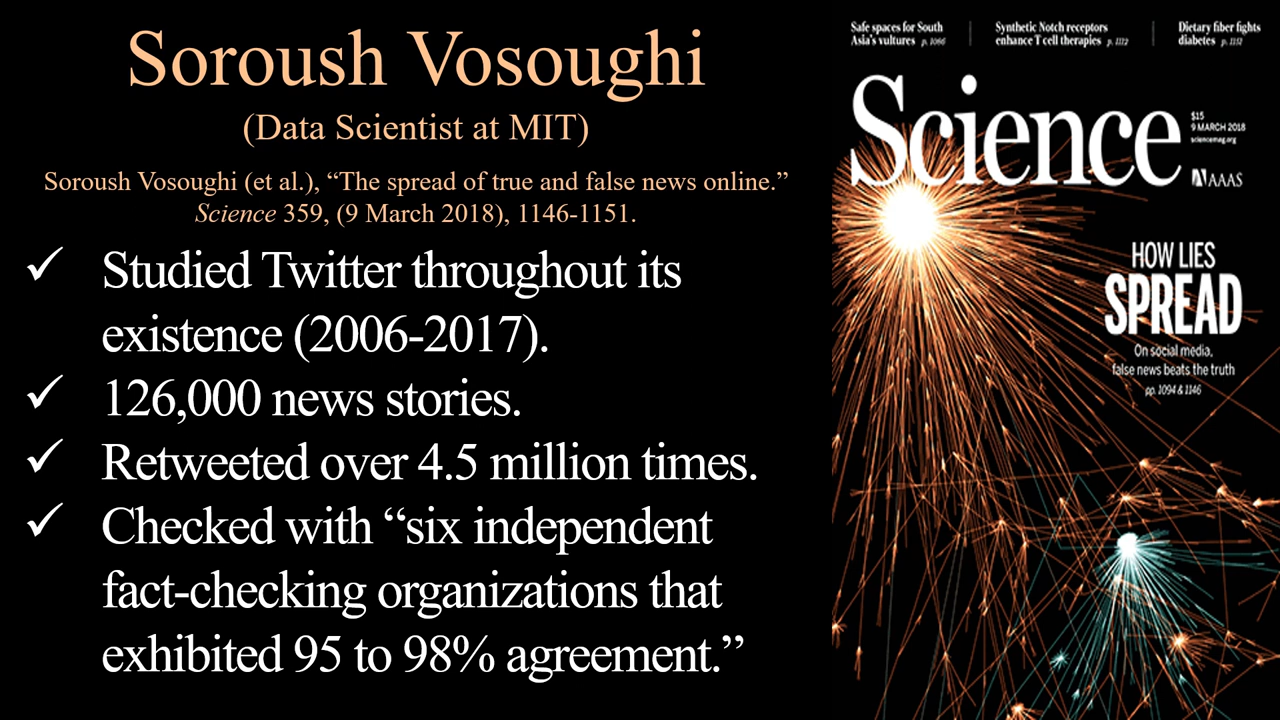 Soroush Vosoughi
(Data Scientist at MIT)
Soroush Vosoughi (et al.), “The spread of true and false news online.”
Science 359, (9 March 2018), 1146-1151.
✓ Studied Twitter throughout its
existence (2006-2017).
✓ 126,000 news stories.
✓ Retweeted over 4.5 million times.
✓ Checked with “six independent
fact-checking organizations that
exhibited 95 to 98% agreement.”
Safe spaces for South
Asia's vultures p. 1066
Synthetic Notch receptors
enhance T cell therapies p. 1112
Dietary fiber fights
diabetes p. 1151
Science
$15
9 MARCH 2018
sciencemag.org
AAAS
HOW LIES
SPREAD
On social media,
false news beats the truth
pp. 1094 & 1146